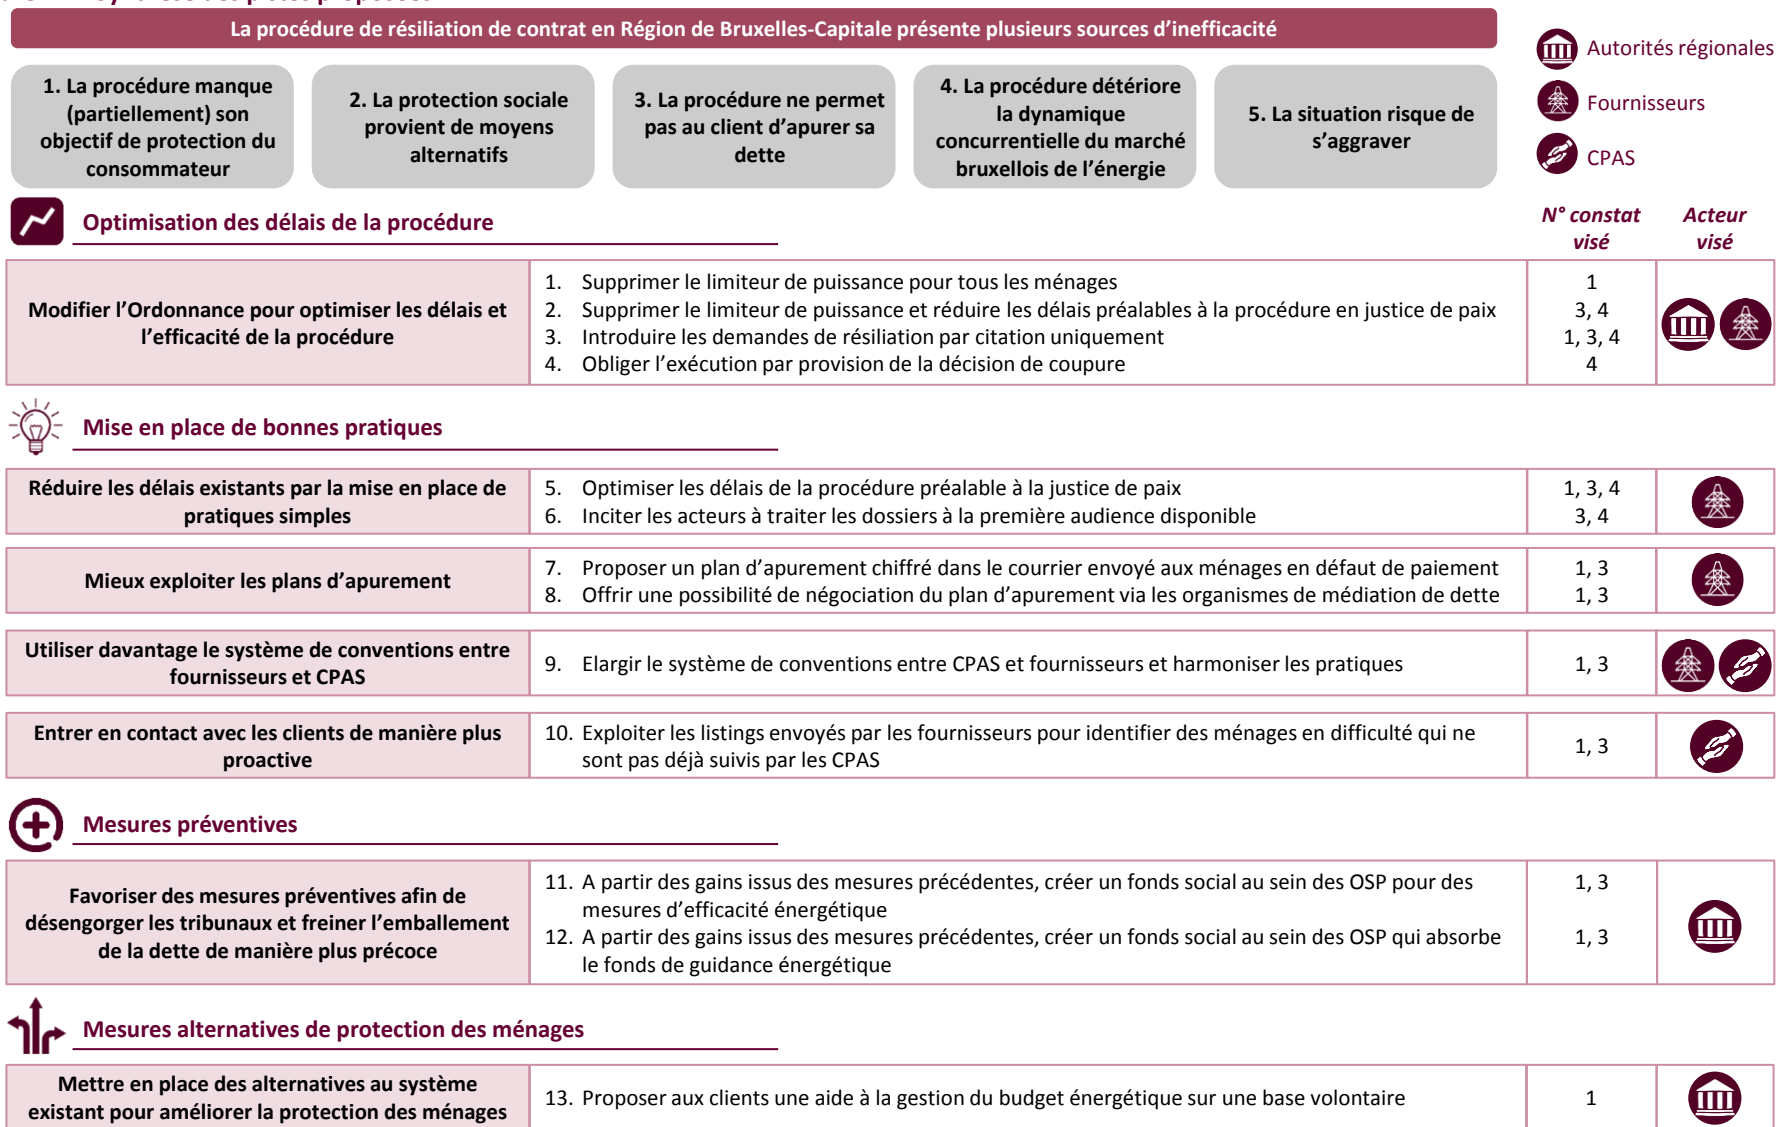 La procédure de résiliation de contrat en Région de Bruxelles-Capitale présente plusieurs sources d'inefficacité
Autorités régionales
Fournisseurs
CPAS
1. La procédure manque
(partiellement) son
objectif de protection du
consommateur
2. La protection sociale
provient de moyens
alternatifs
3. La procédure ne permet
pas au client d'apurer sa
dette
4. La procédure détériore
la dynamique
concurrentielle du marché
bruxellois de l'énergie
5. La situation risque de
s'aggraver
Optimisation des délais de la procédure
N° constat
visé
Acteur
visé
Modifier l'Ordonnance pour optimiser les délais et
l'efficacité de la procédure
1. Supprimer le limiteur de puissance pour tous les ménages 1
2. Supprimer le limiteur de puissance et réduire les délais préalables à la procédure en justice de paix 3, 4
3. Introduire les demandes de résiliation par citation uniquement 1, 3, 4
4. Obliger l'exécution par provision de la décision de coupure 4
Mise en place de bonnes pratiques
Réduire les délais existants par la mise en place de
pratiques simples
5. Optimiser les délais de la procédure préalable à la justice de paix 1, 3, 4
6. Inciter les acteurs à traiter les dossiers à la première audience disponible 3, 4
Mieux exploiter les plans d'apurement
7. Proposer un plan d'apurement chiffré dans le courrier envoyé aux ménages en défaut de paiement 1, 3
8. Offrir une possibilité de négociation du plan d'apurement via les organismes de médiation de dette 1, 3
Utiliser davantage le système de conventions entre
fournisseurs et CPAS
9. Elargir le système de conventions entre CPAS et fournisseurs et harmoniser les pratiques 1, 3
Entrer en contact avec les clients de manière plus
proactive
10. Exploiter les listings envoyés par les fournisseurs pour identifier des ménages en difficulté qui ne
sont pas déjà suivis par les CPAS
1, 3
Mesures préventives
Favoriser des mesures préventives afin de
désengorger les tribunaux et freiner l'emballement
de la dette de manière plus précoce
11. A partir des gains issus des mesures précédentes, créer un fonds social au sein des OSP pour des 1, 3
mesures d'efficacité énergétique
12. A partir des gains issus des mesures précédentes, créer un fonds social au sein des OSP qui absorbe 1, 3
le fonds de guidance énergétique
Mesures alternatives de protection des ménages
Mettre en place des alternatives au système
existant pour améliorer la protection des ménages
13. Proposer aux clients une aide à la gestion du budget énergétique sur une base volontaire 1